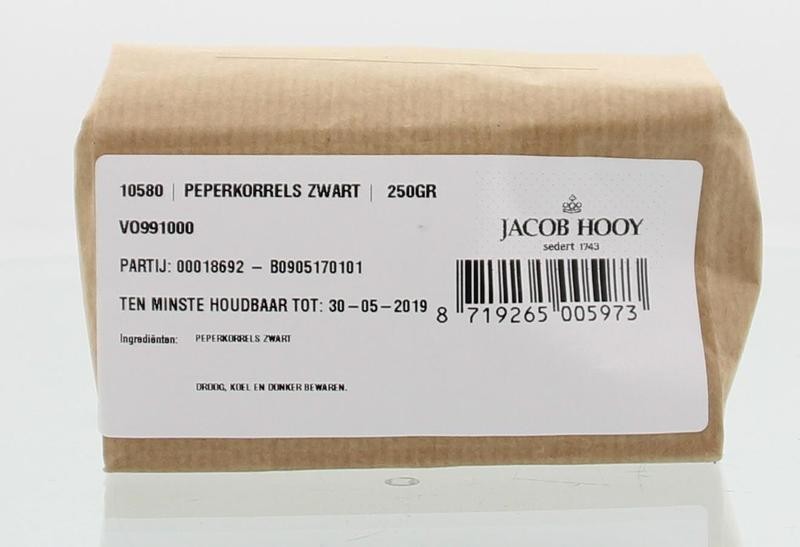 10580 | PEPERKORRELS ZWART | 250GR
VO991000
PARTIJ: 00018692 – B0905170101
TEN MINSTE HOUDBAAR TOT: 30-05-2019
Ingrediënten: PEPERKORRELS ZWART
DROOG, KOEL EN DONKER BEWAREN.
JACOB HOOY
sedert 1743
8 719265 005973